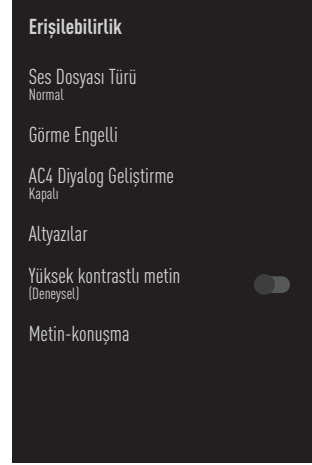 Erişilebilirlik
Ses Dosyası Türü
Normal
Görme Engelli
AC4 Diyalog Geliştirme
Kapalı
Altyazılar
Yüksek kontrastlı metin
(Deneysel)
Metin-konuşma